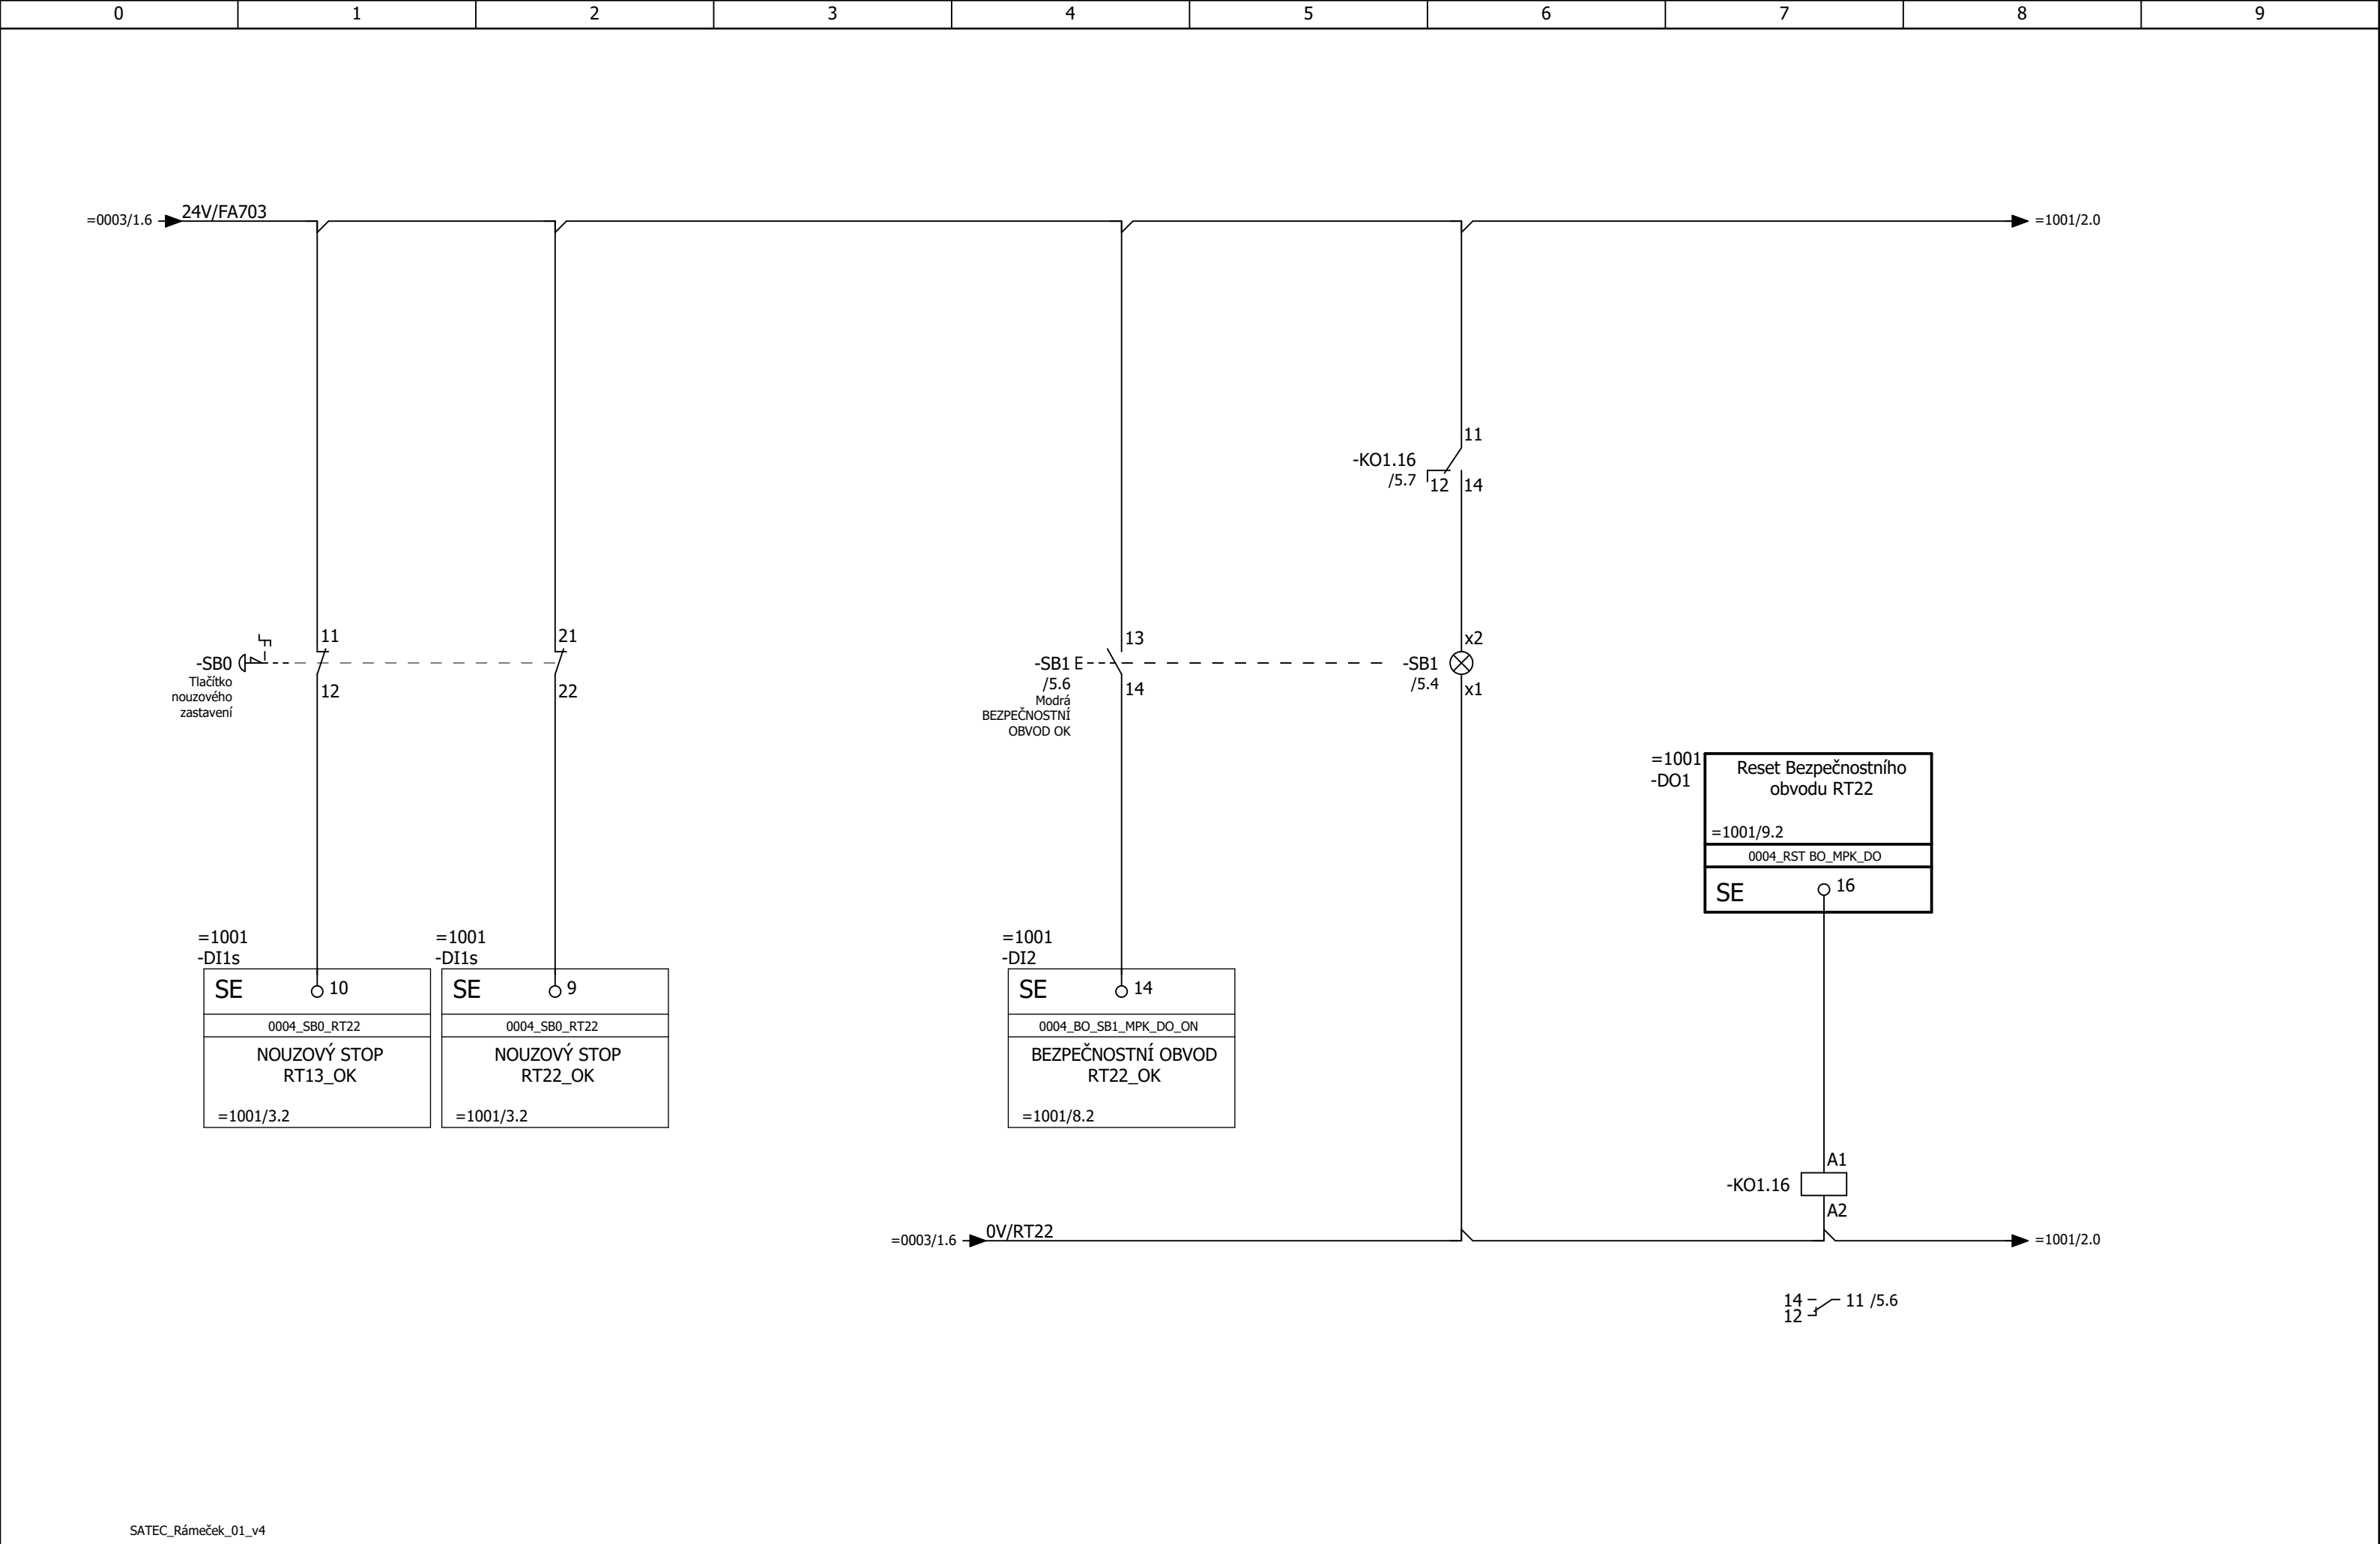 0 1 2 3 4 5 6 7 8 9
=0003/1.6
24V/FA703
=1001/2.0
11
-KO1.16
/5.7
12 14
-SB0
Tlačítko
nouzového
zastavení
11
12
21
22
-SB1
/5.6
Modrá
BEZPEČNOSTNÍ
OBVOD OK
13
14
-SB1
/5.4
x2
x1
=1001
-DO1
Reset Bezpečnostního
obvodu RT22
=1001/9.2
0004_RST BO_MPK_DO
SE 16
=1001
-DI1s
SE 10
0004_SB0_RT22
NOUZOVÝ STOP
RT13_OK
=1001/3.2
=1001
-DI1s
SE 9
0004_SB0_RT22
NOUZOVÝ STOP
RT22_OK
=1001/3.2
=1001
-DI2
SE 14
0004_BO_SB1_MPK_DO_ON
BEZPEČNOSTNÍ OBVOD
RT22_OK
=1001/8.2
A1
-KO1.16
A2
=0003/1.6
0V/RT22
=1001/2.0
14 11 /5.6
12
SATEC_Rámeček_01_v4